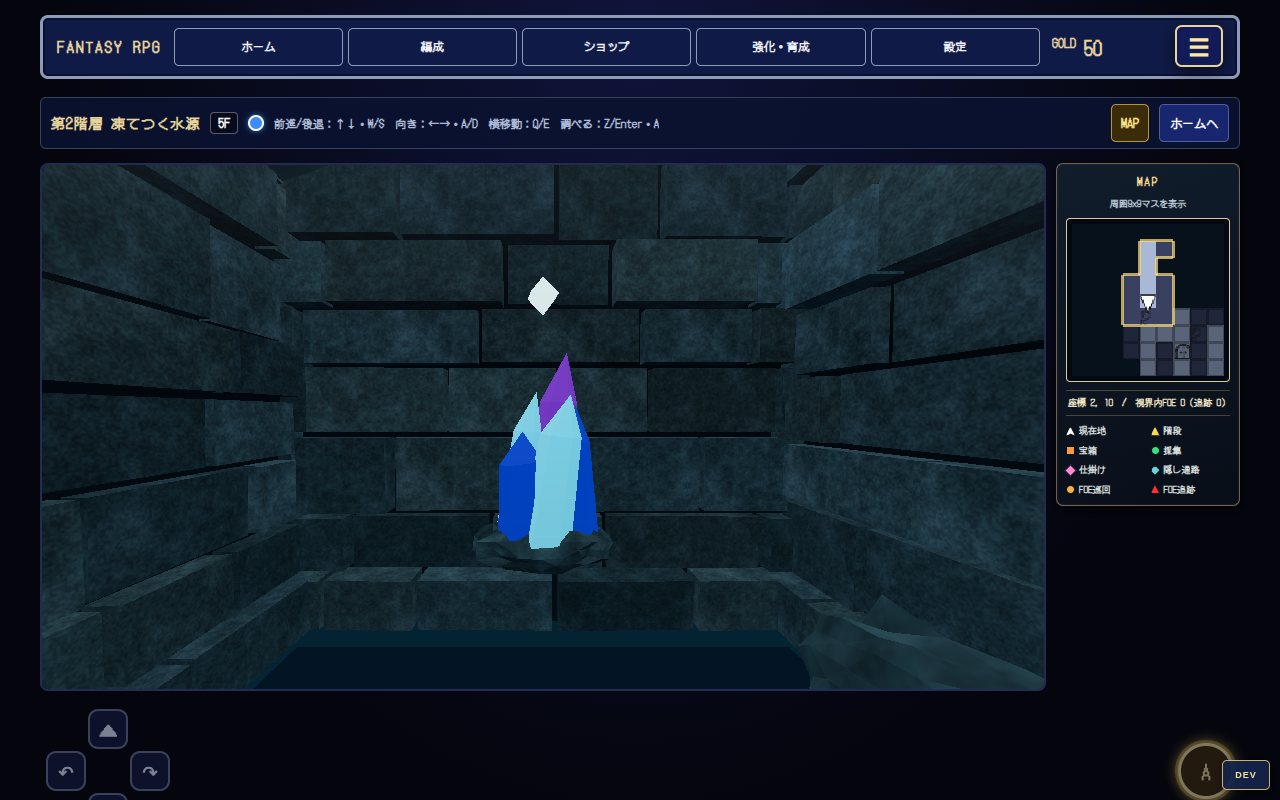 FANTASY RPG
ホーム
編成
ショップ
強化・育成
設定
GOLD 50
第2階層 凍てつく水源
5F
前進/後退：↑↓・W/S 向き：←→・A/D 横移動：Q/E 調べる：Z/Enter・A
MAP
ホームへ
MAP
周囲9x9マスを表示
座標 2, 10 / 視界内FOE 0 (追跡 0)
現在地
階段
宝箱
採集
仕掛け
隠し通路
FOE巡回
FOE追跡
A
DEV